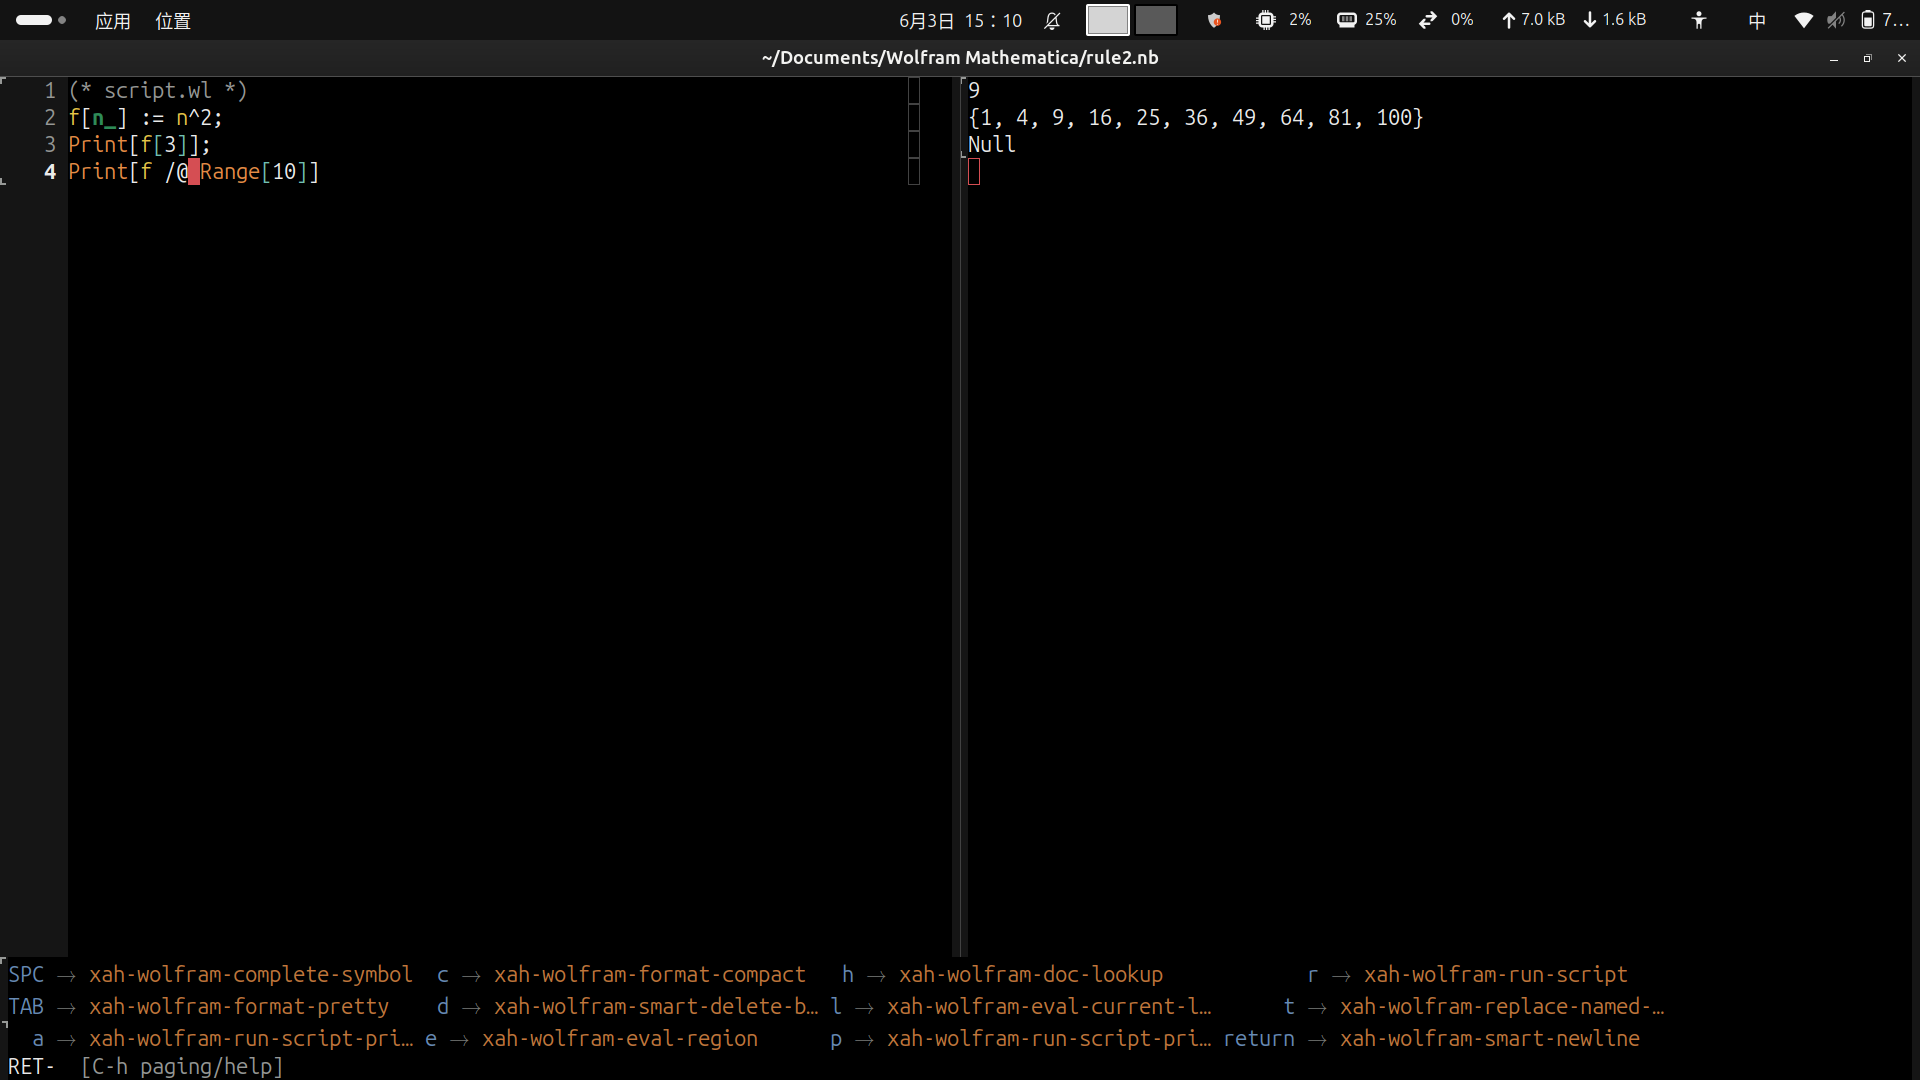 应用 位置 6月3日 15：10 2% 25% 0% 7.0 kB 1.6 kB 中 7...
~/Documents/Wolfram Mathematica/rule2.nb
1 (* script.wl *)
2 f[n_] := n^2;
3 Print[f[3]];
4 Print[f /@ Range[10]]
9
{1, 4, 9, 16, 25, 36, 49, 64, 81, 100}
Null
SPC → xah-wolfram-complete-symbol c → xah-wolfram-format-compact h → xah-wolfram-doc-lookup r → xah-wolfram-run-script
TAB → xah-wolfram-format-pretty d → xah-wolfram-smart-delete-b… l → xah-wolfram-eval-current-l… t → xah-wolfram-replace-named-…
a → xah-wolfram-run-script-pri… e → xah-wolfram-eval-region p → xah-wolfram-run-script-pri… return → xah-wolfram-smart-newline
RET- [C-h paging/help]